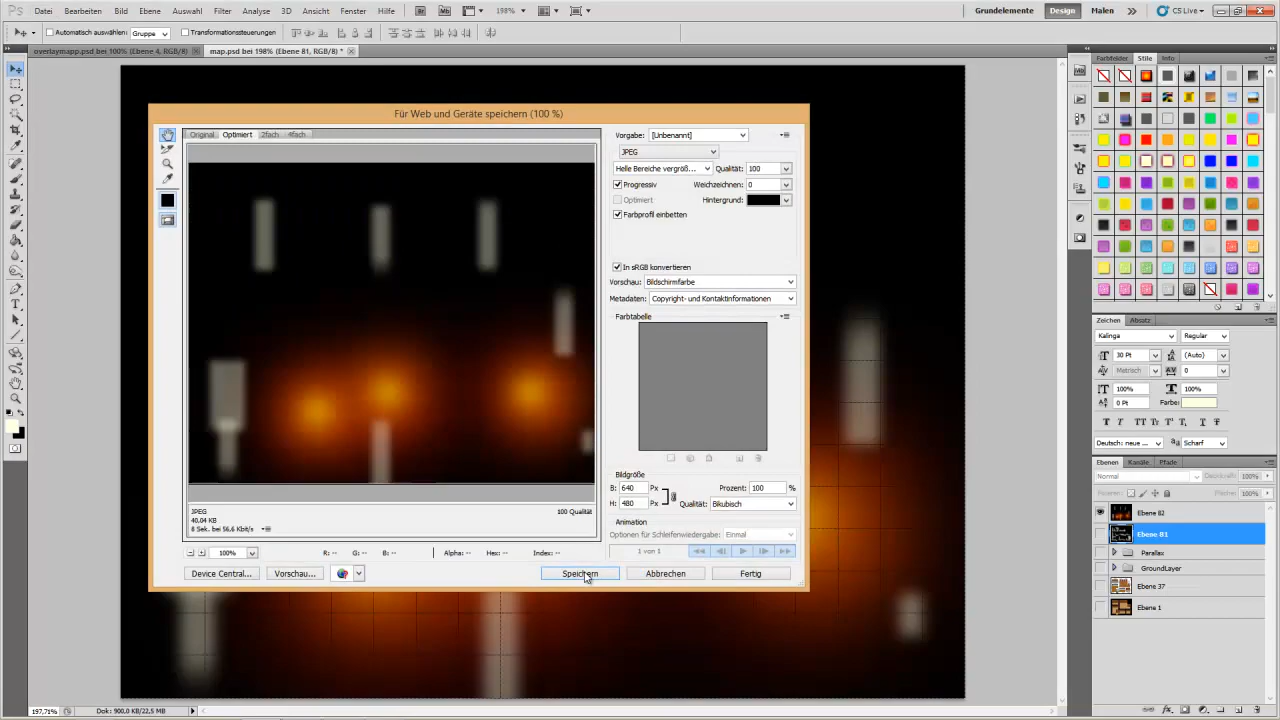 Ps Datei Bearbeiten Bild Ebene Auswahl Filter Analyse 3D Ansicht Fenster Hilfe Br Mb 198% Grundelemente Design Malen CS Live
Automatisch auswählen: Gruppe Transformationssteuerungen
overlaymapp.psd bei 100% (Ebene 4, RGB/8) map.psd bei 198% (Ebene 81, RGB/8) *
Für Web und Geräte speichern (100 %)
Original Optimiert 2fach 4fach
Vorgabe: [Unbenannt]
JPEG
Helle Bereiche vergröß... Qualität: 100
Progressiv Weichzeichnen: 0
Optimiert Hintergrund:
Farbprofil einbetten
In sRGB konvertieren
Vorschau: Bildschirmfarbe
Metadaten: Copyright- und Kontaktinformationen
Farbtabelle
Bildgröße
B: 640 Px Prozent: 100 %
H: 480 Px Qualität: Bikubisch
Animation
Optionen für Schleifenwiedergabe: Einmal
1 von 1
JPEG 100 Qualität
40,04 KB
8 Sek. bei 56,6 Kbit/s
100% R: -- G: -- B: -- Alpha: -- Hex: -- Index: --
Device Central... Vorschau... Speichern Abbrechen Fertig
Farbfelder Stile Info
Zeichen Absatz
Kalinga Regular
30 Pt (Auto)
Metrisch 0
100% 100%
0 Pt Farbe:
Deutsch: neue ... Scharf
Ebenen Kanäle Pfade
Normal Deckkraft: 100%
Fixieren: Fläche: 100%
Ebene 82
Ebene 81
Parallax
GroundLayer
Ebene 37
Ebene 1
197,71% Dok: 900,0 KB/22,5 MB